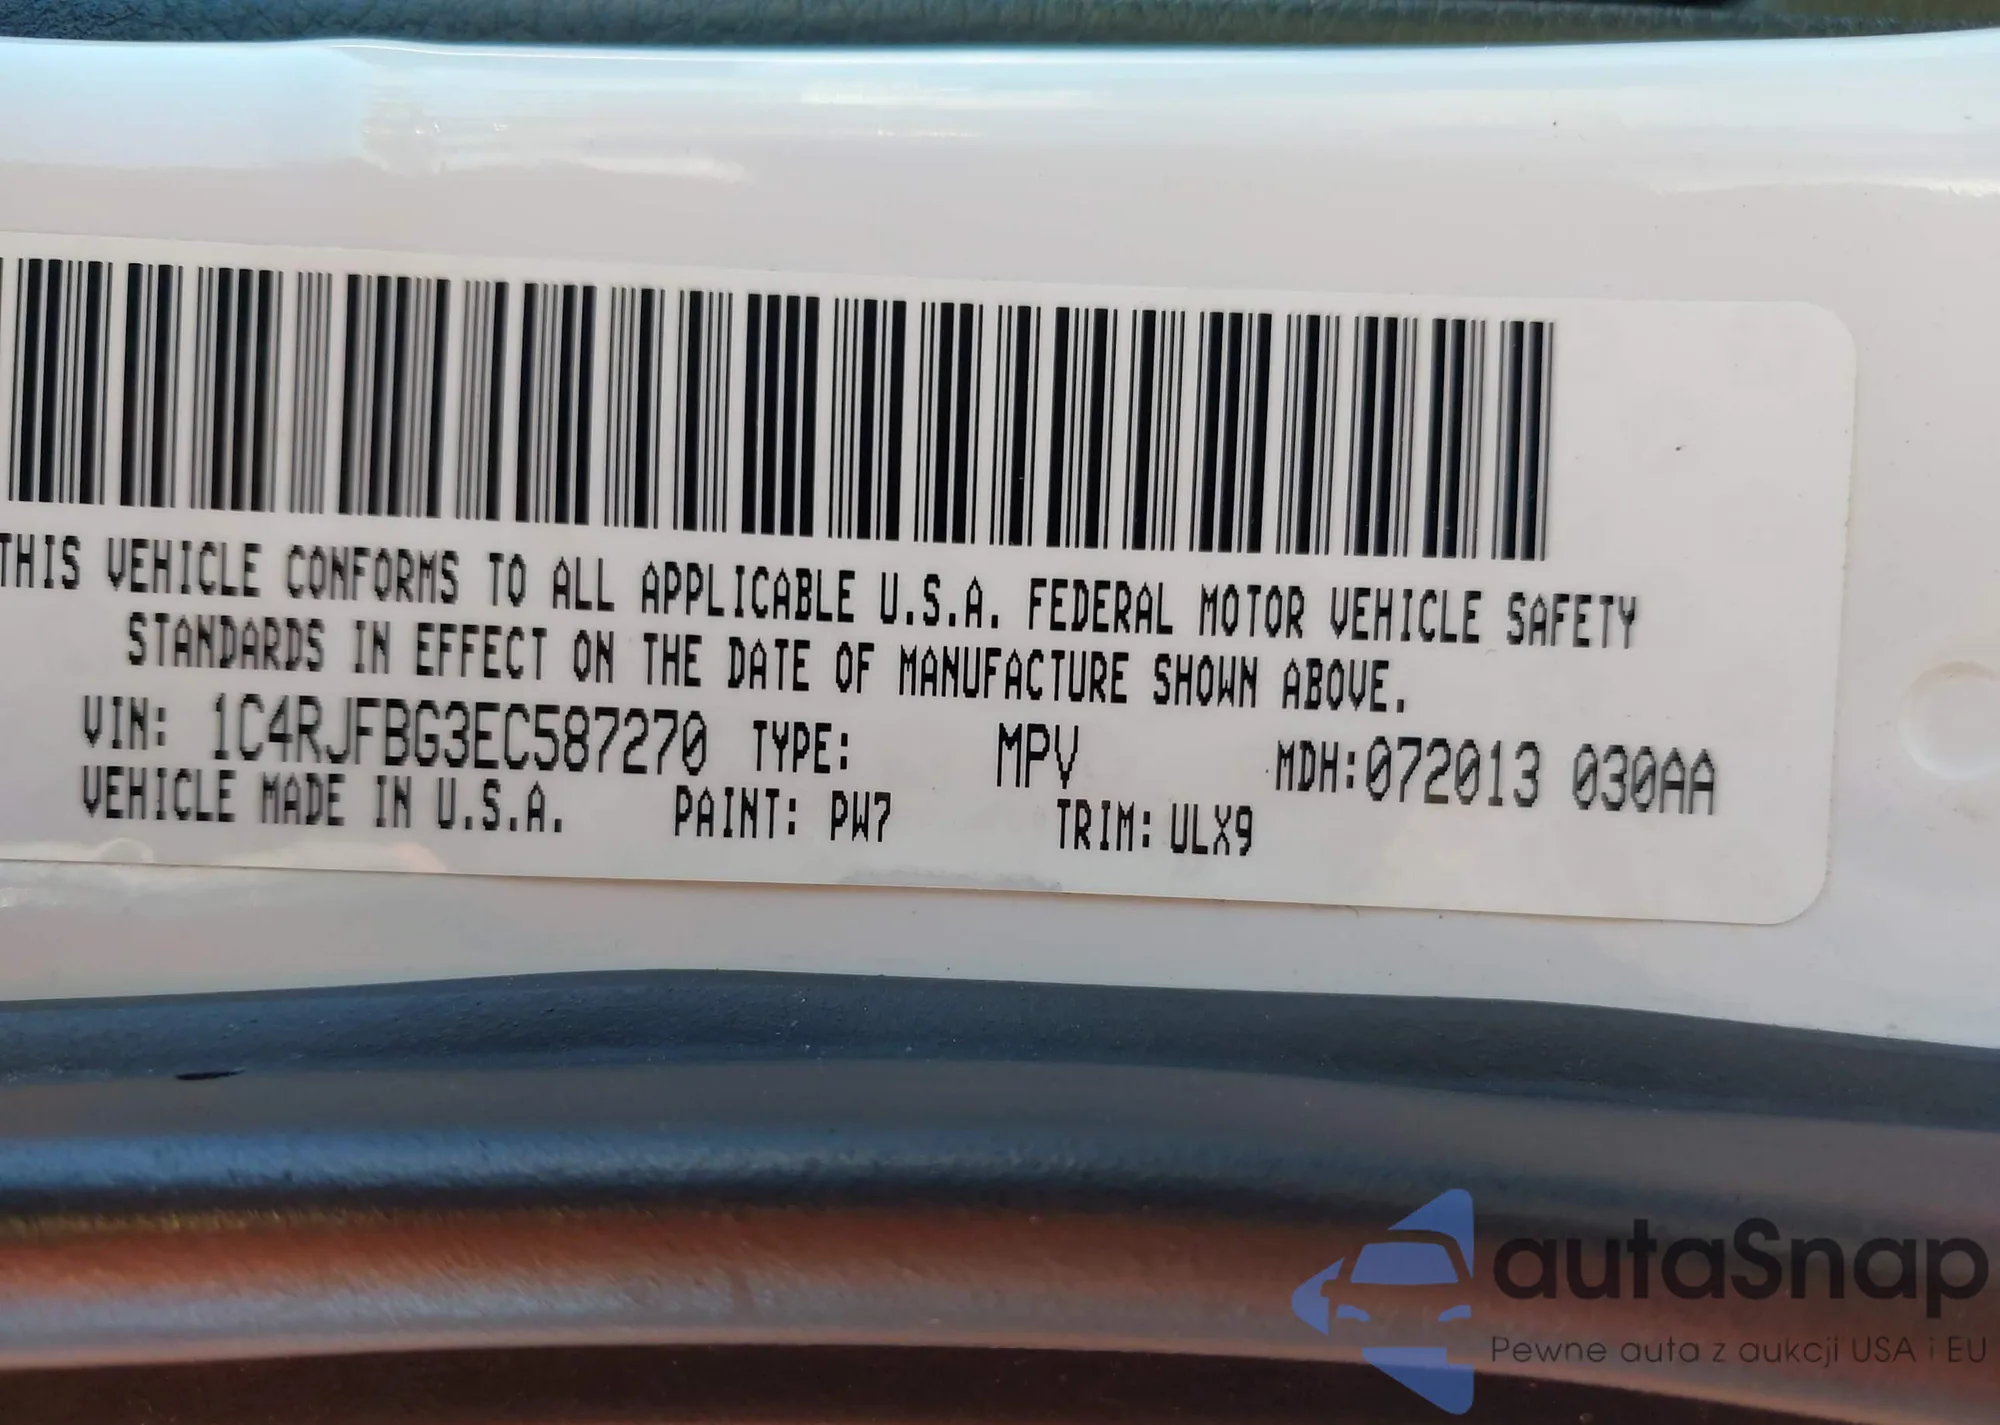 THIS VEHICLE CONFORMS TO ALL APPLICABLE U.S.A. FEDERAL MOTOR VEHICLE SAFETY
STANDARDS IN EFFECT ON THE DATE OF MANUFACTURE SHOWN ABOVE.
VIN: 1C4RJFBG3EC587270 TYPE: MPV MDH:072013 030AA
VEHICLE MADE IN U.S.A. PAINT: PW7 TRIM: ULX9
autaSnap
Pewne auta z aukcji USA i EU